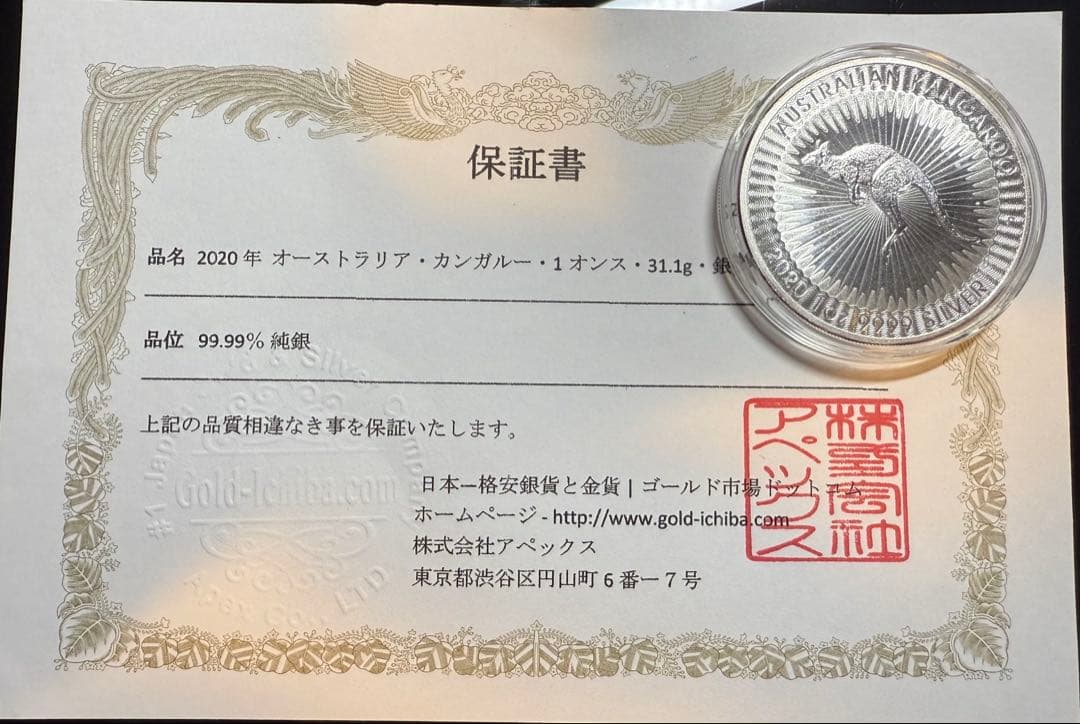 保証書
品名 2020年 オーストラリア・カンガルー・1オンス・31.1g・銀
品位 99.99%純銀
上記の品質相違なき事を保証いたします。
日本一格安銀貨と金貨 | ゴールド市場ドットコム
ホームページ - http://www.gold-ichiba.com
株式会社アペックス
東京都渋谷区円山町6番一7号
株式会社
アペックス
AUSTRALIAN KANGAROO
2020 1oz 9999 SILVER
Gold-Ichiba.com